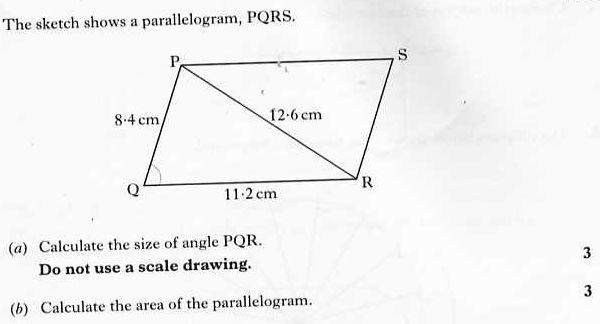 The sketch shows a parallelogram, PQRS.
P
S
8·4 cm
12·6 cm
Q
R
11·2 cm
(a) Calculate the size of angle PQR.
Do not use a scale drawing.
3
3
(b) Calculate the area of the parallelogram.